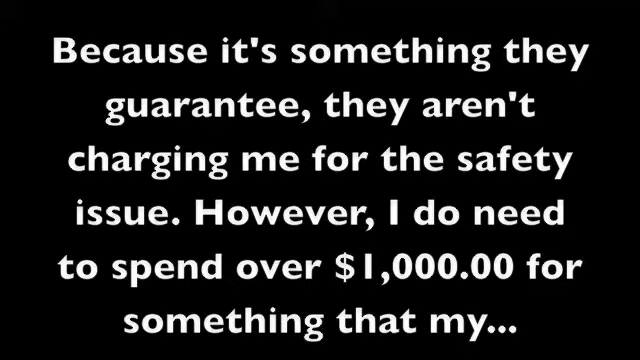 Because it's something they
guarantee, they aren't
charging me for the safety
issue. However, I do need
to spend over $1,000.00 for
something that my...